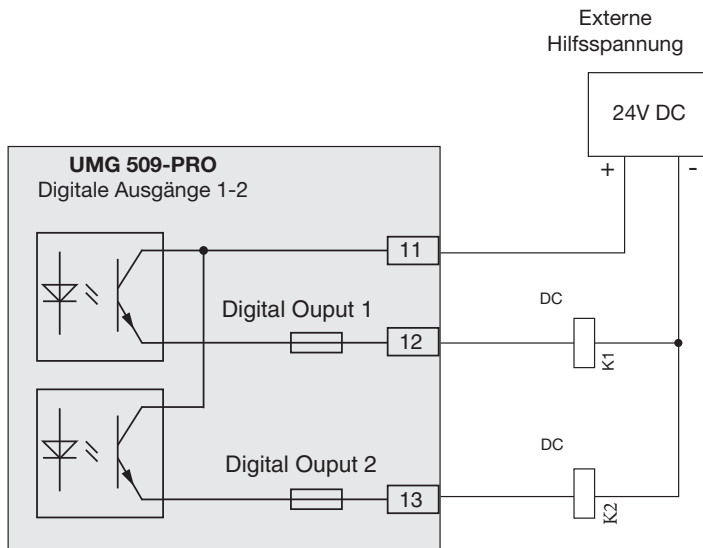 Externe
Hilfsspannung
24V DC
+ -
UMG 509-PRO
Digitale Ausgänge 1-2
11
Digital Ouput 1
12
DC
K1
Digital Ouput 2
13
DC
K2